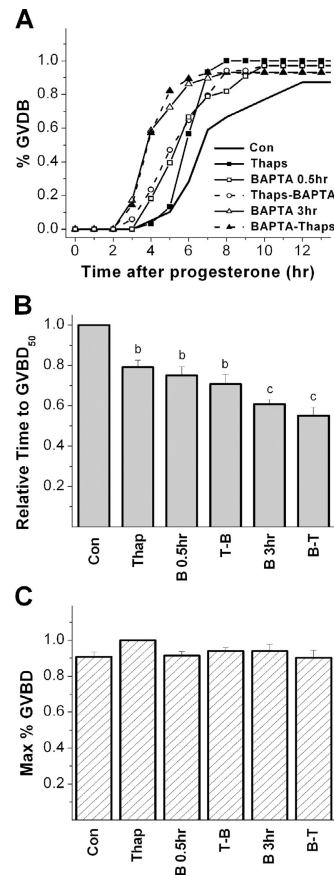 A
% GVDB
1.0
0.8
0.6
0.4
0.2
0.0
Con
Thaps
BAPTA 0.5hr
Thaps-BAPTA
BAPTA 3hr
BAPTA-Thaps
0 2 4 6 8 10 12
Time after progesterone (hr)
B
Relative Time to GVBD50
1.0
0.8
0.6
0.4
0.2
b
b
b
c
c
Con
Thap
B 0.5hr
T-B
B 3hr
B-T
C
Max % GVBD
1.0
0.8
0.6
0.4
0.2
Con
Thap
B 0.5hr
T-B
B 3hr
B-T